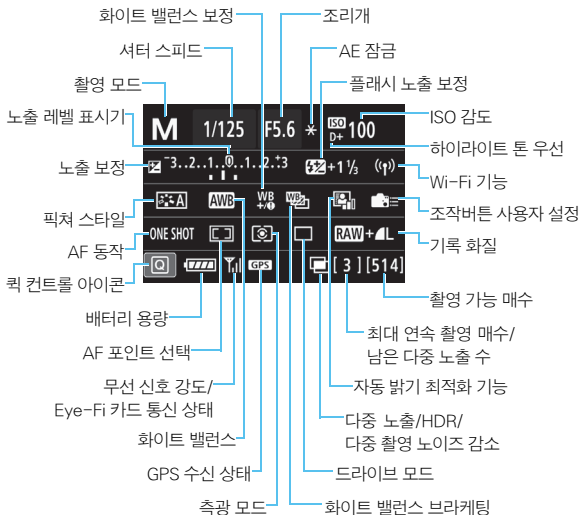 화이트 밸런스 보정
조리개
셔터 스피드
AE 잠금
촬영 모드
플래시 노출 보정
노출 레벨 표시기
ISO 감도
M 1/125 F5.6 * ISO D+ 100
하이라이트 톤 우선
노출 보정
-3..2..1..0..1..2..+3 +1 1/3
Wi-Fi 기능
A AWB WB +/- WB
픽쳐 스타일
조작버튼 사용자 설정
AF 동작
ONE SHOT RAW+L
기록 화질
퀵 컨트롤 아이콘
Q GPS [ 3 ] [514]
촬영 가능 매수
배터리 용량
최대 연속 촬영 매수/
남은 다중 노출 수
AF 포인트 선택
무선 신호 강도/
Eye-Fi 카드 통신 상태
자동 밝기 최적화 기능
화이트 밸런스
다중 노출/HDR/
다중 촬영 노이즈 감소
GPS 수신 상태
드라이브 모드
측광 모드
화이트 밸런스 브라케팅